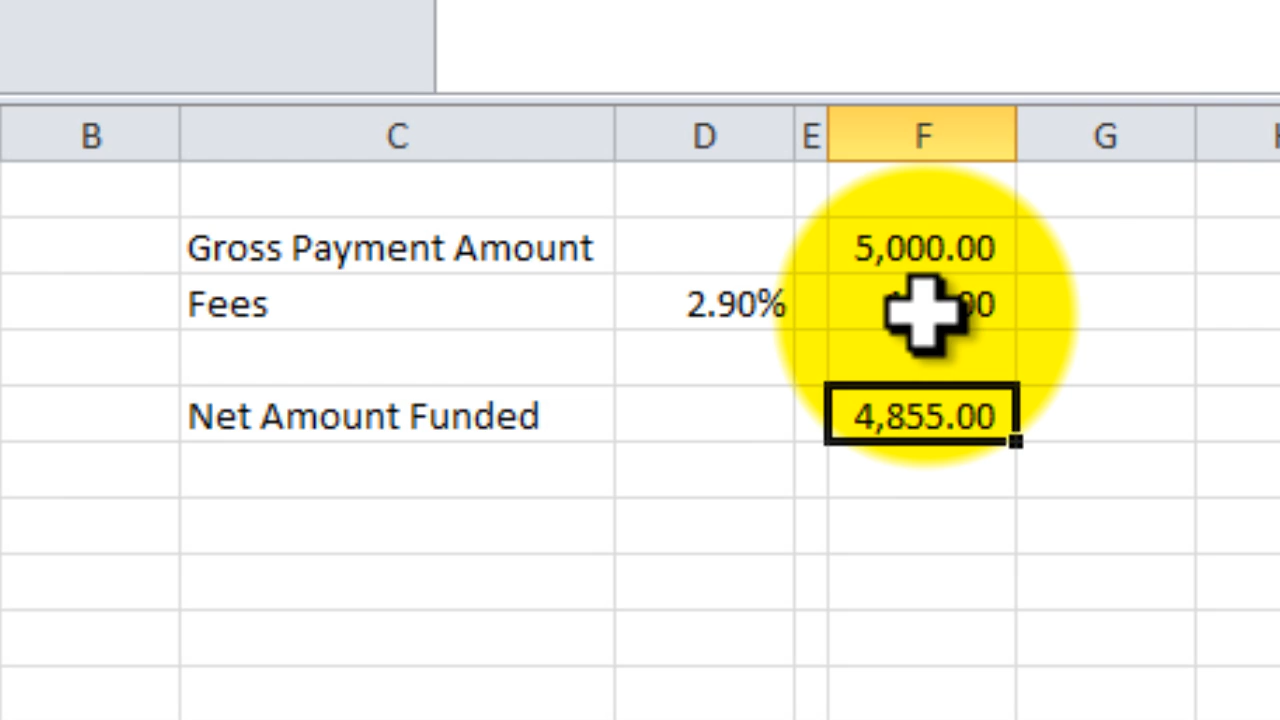 B C D E F G
Gross Payment Amount 5,000.00
Fees 2.90%
Net Amount Funded 4,855.00